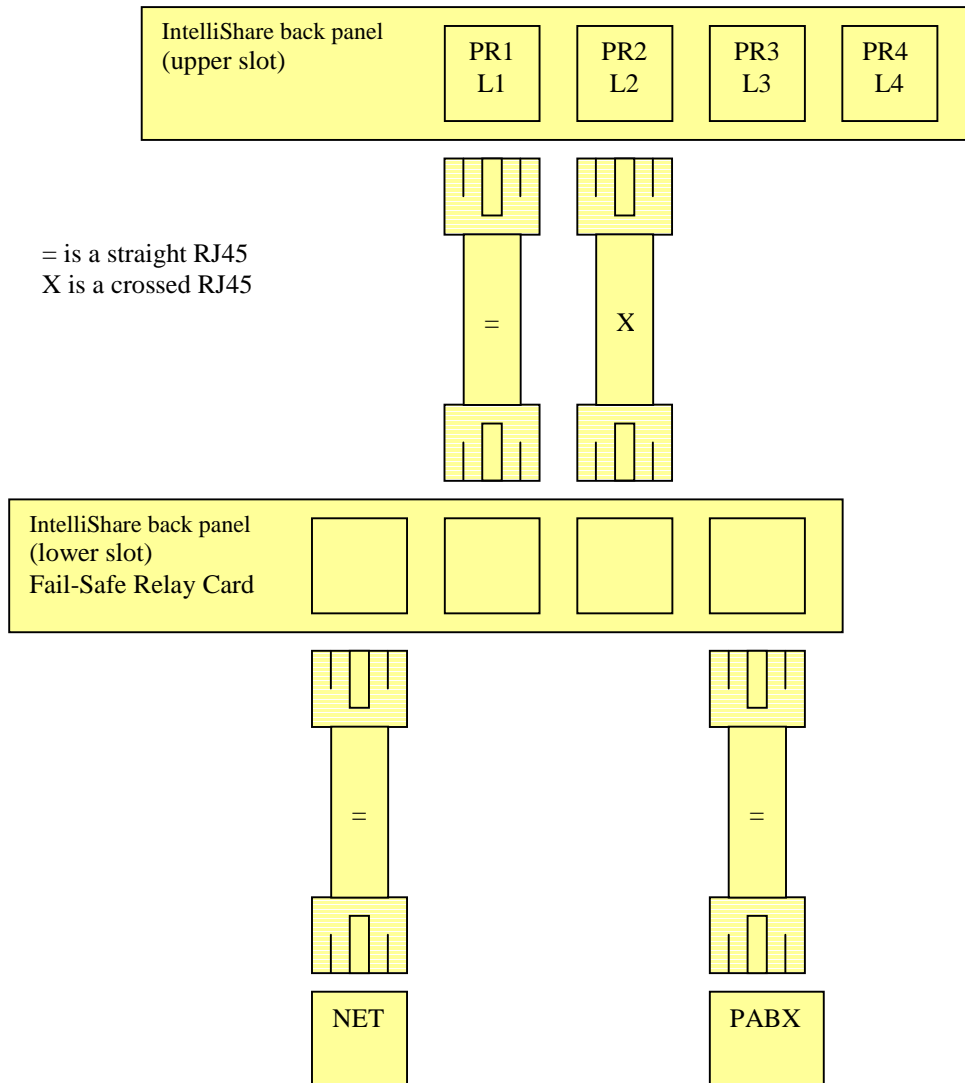 IntelliShare back panel
(upper slot)
PR1
L1
PR2
L2
PR3
L3
PR4
L4
= is a straight RJ45
X is a crossed RJ45
=
X
IntelliShare back panel
(lower slot)
Fail-Safe Relay Card
=
=
NET
PABX